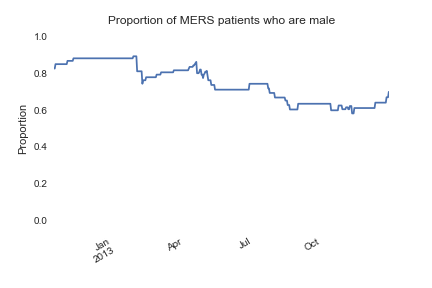 Proportion of MERS patients who are male
1.0
0.8
0.6
0.4
0.2
0.0
Proportion
Jan
2013
Apr
Jul
Oct